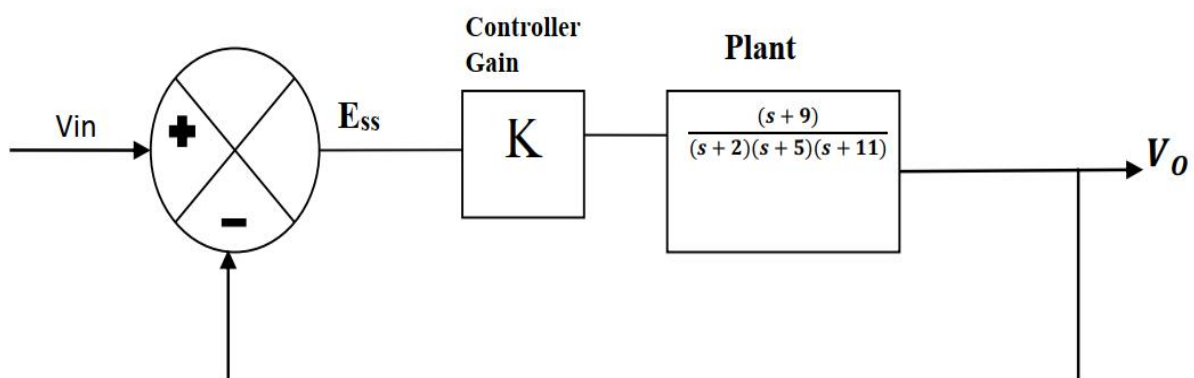 Controller
Gain
Plant
Vin
+
-
Ess
K
(s + 9)
(s + 2)(s + 5)(s + 11)
Vo